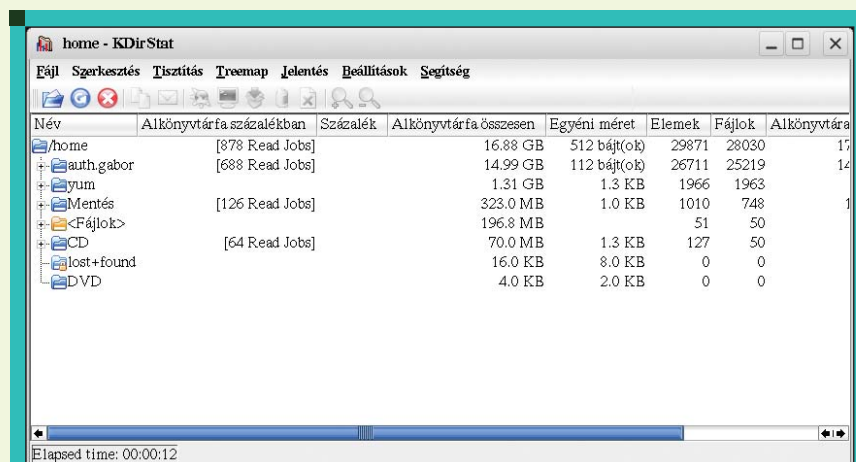 home - KDirStat
Fájl Szerkesztés Tisztítás Treemap Jelentés Beállítások Segítség
Név Alkönyvtárfa százalékban Százalék Alkönyvtárfa összesen Egyéni méret Elemek Fájlok Alkönyvtára
/home [878 Read Jobs] 16.88 GB 512 bájt(ok) 29871 28030 17
auth.gabor [688 Read Jobs] 14.99 GB 112 bájt(ok) 26711 25219 14
yum 1.31 GB 1.3 KB 1966 1963
Mentés [126 Read Jobs] 323.0 MB 1.0 KB 1010 748 1
<Fájlok> 196.8 MB 51 50
CD [64 Read Jobs] 70.0 MB 1.3 KB 127 50
lost+found 16.0 KB 8.0 KB 0 0
DVD 4.0 KB 2.0 KB 0 0
Elapsed time: 00:00:12